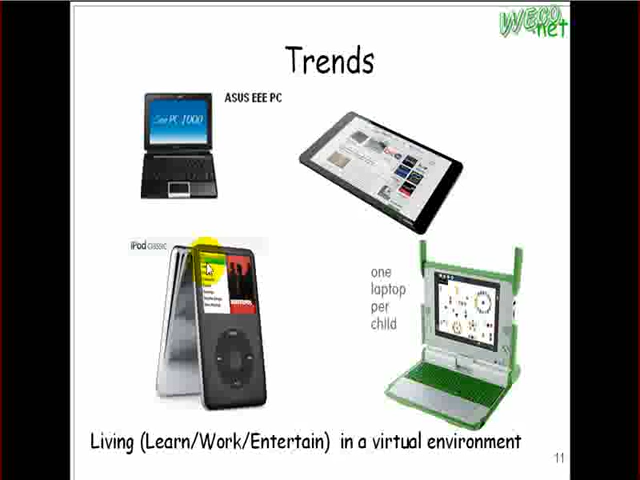 Trends
ASUS EEE PC
Eee PC 1000
iPod classic
one
laptop
per
child
Living (Learn/Work/Entertain) in a virtual environment
11